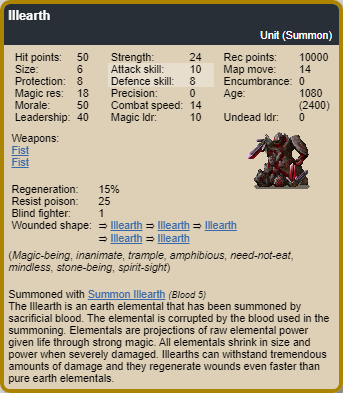 Illearth
Unit (Summon)
Hit points: 50 Strength: 24 Rec points: 10000
Size: 6 Attack skill: 10 Map move: 14
Protection: 8 Defence skill: 8 Encumbrance: 0
Magic res: 18 Precision: 0 Age: 1080
Morale: 50 Combat speed: 14 (2400)
Leadership: 40 Magic ldr: 10 Undead ldr: 0
Weapons:
Fist
Fist
Regeneration: 15%
Resist poison: 25
Blind fighter: 1
Wounded shape: ⇒ Illearth ⇒ Illearth ⇒ Illearth
⇒ Illearth ⇒ Illearth
(Magic-being, inanimate, trample, amphibious, need-not-eat,
mindless, stone-being, spirit-sight)
Summoned with Summon Illearth (Blood 5)
The Illearth is an earth elemental that has been summoned by
sacrificial blood. The elemental is corrupted by the blood used in the
summoning. Elementals are projections of raw elemental power
given life through strong magic. All elementals shrink in size and
power when severely damaged. Illearths can withstand tremendous
amounts of damage and they regenerate wounds even faster than
pure earth elementals.